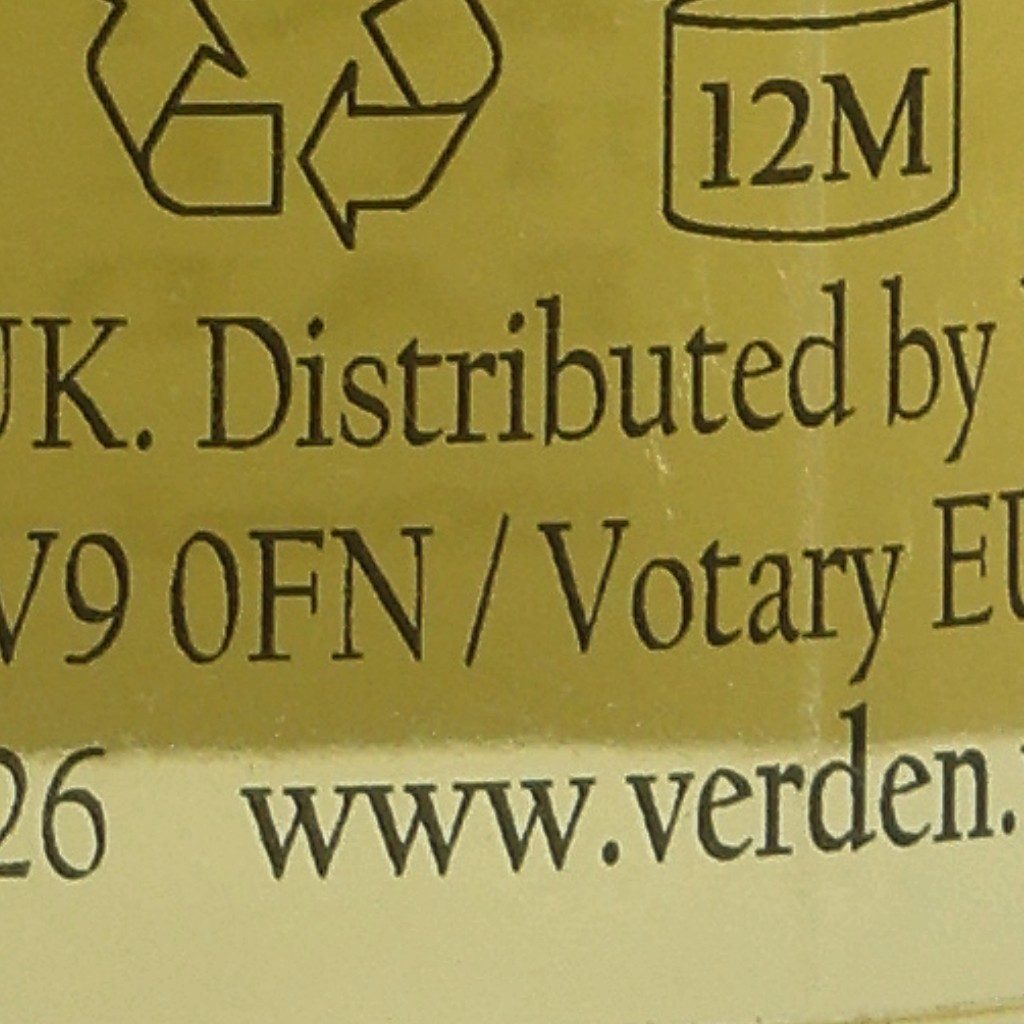 12M
UK. Distributed by
V9 0FN / Votary EU
26 www.verden.